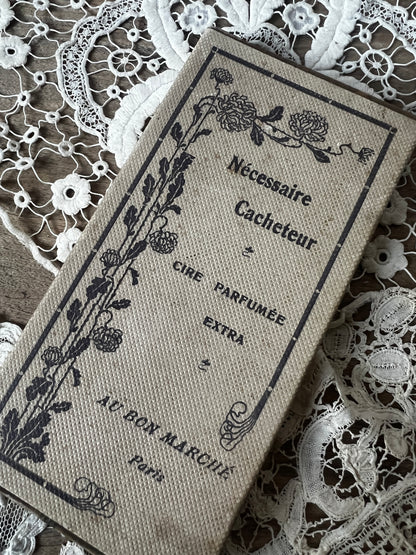 Nécessaire
Cacheteur
CIRE PARFUMÉE
EXTRA
AU BON MARCHÉ
Paris